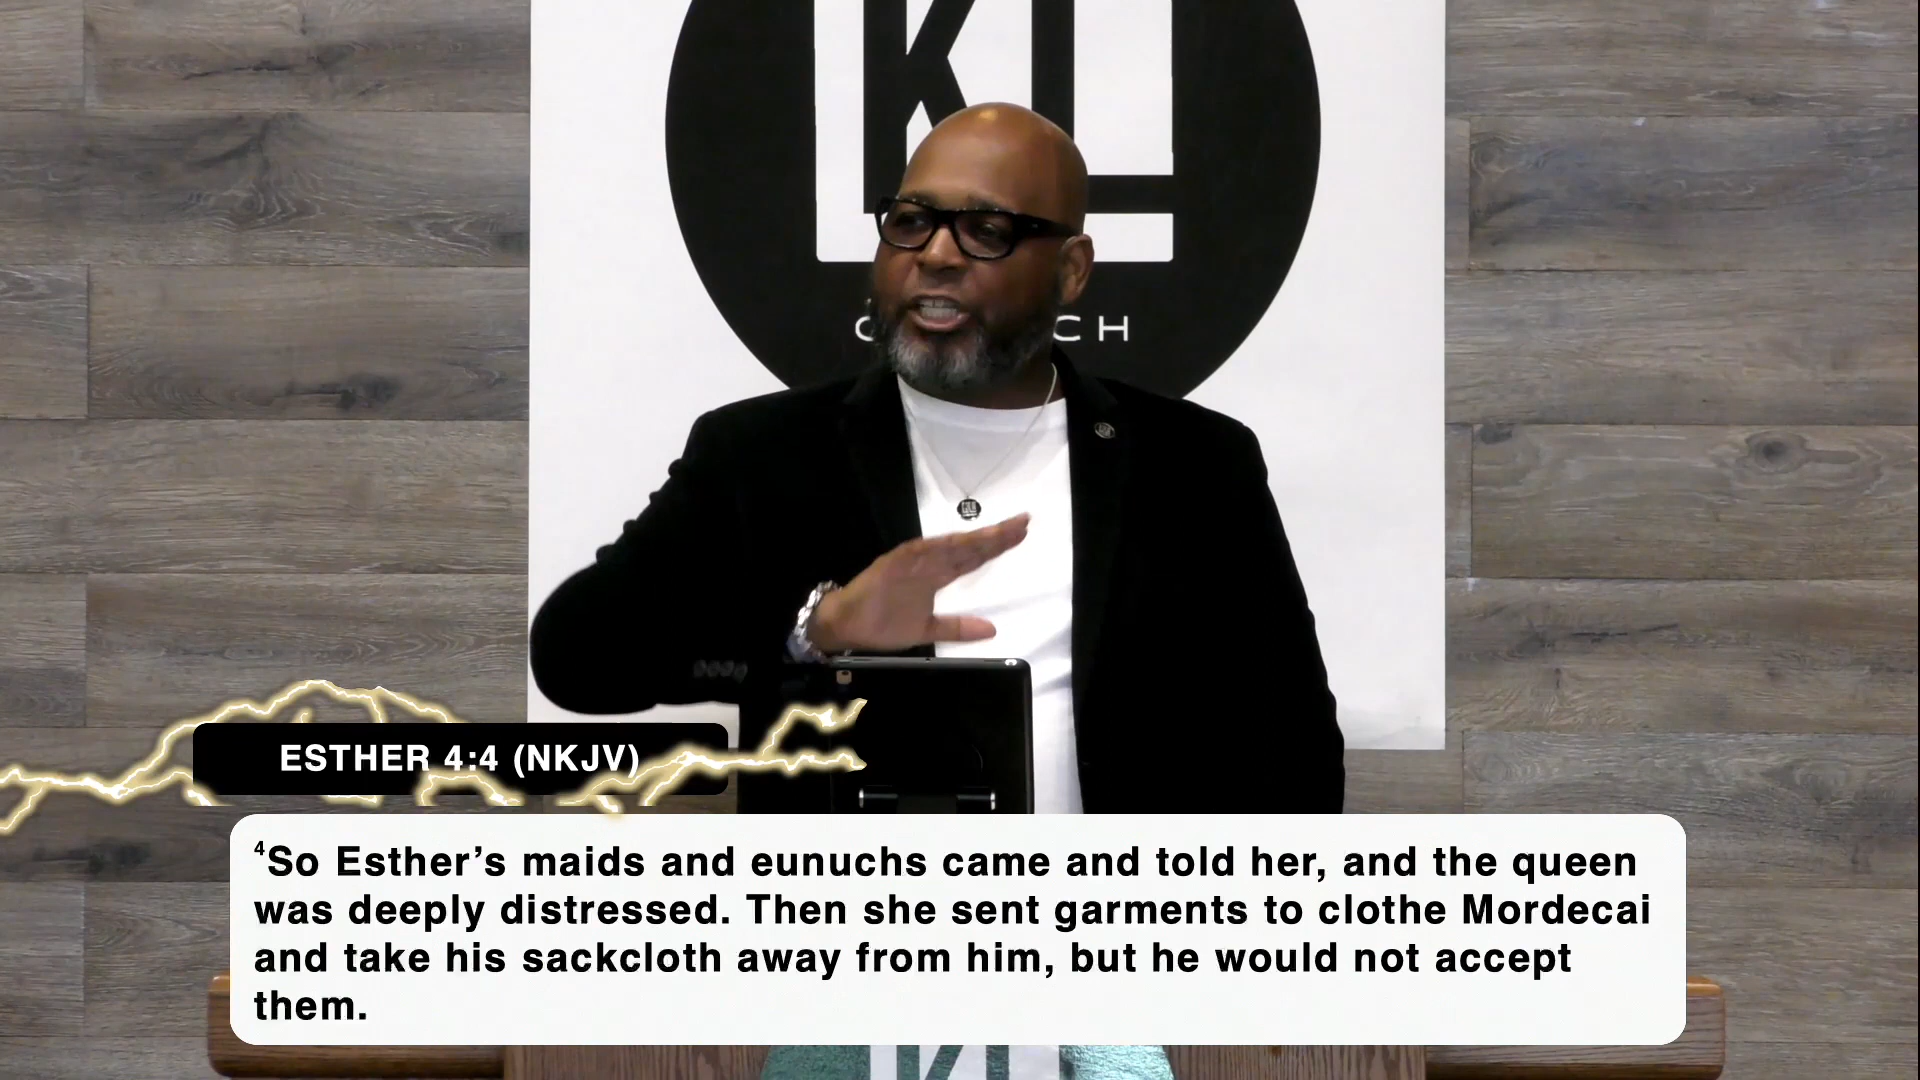 KL
C CH
ESTHER 4:4 (NKJV)
4So Esther’s maids and eunuchs came and told her, and the queen
was deeply distressed. Then she sent garments to clothe Mordecai
and take his sackcloth away from him, but he would not accept
them.